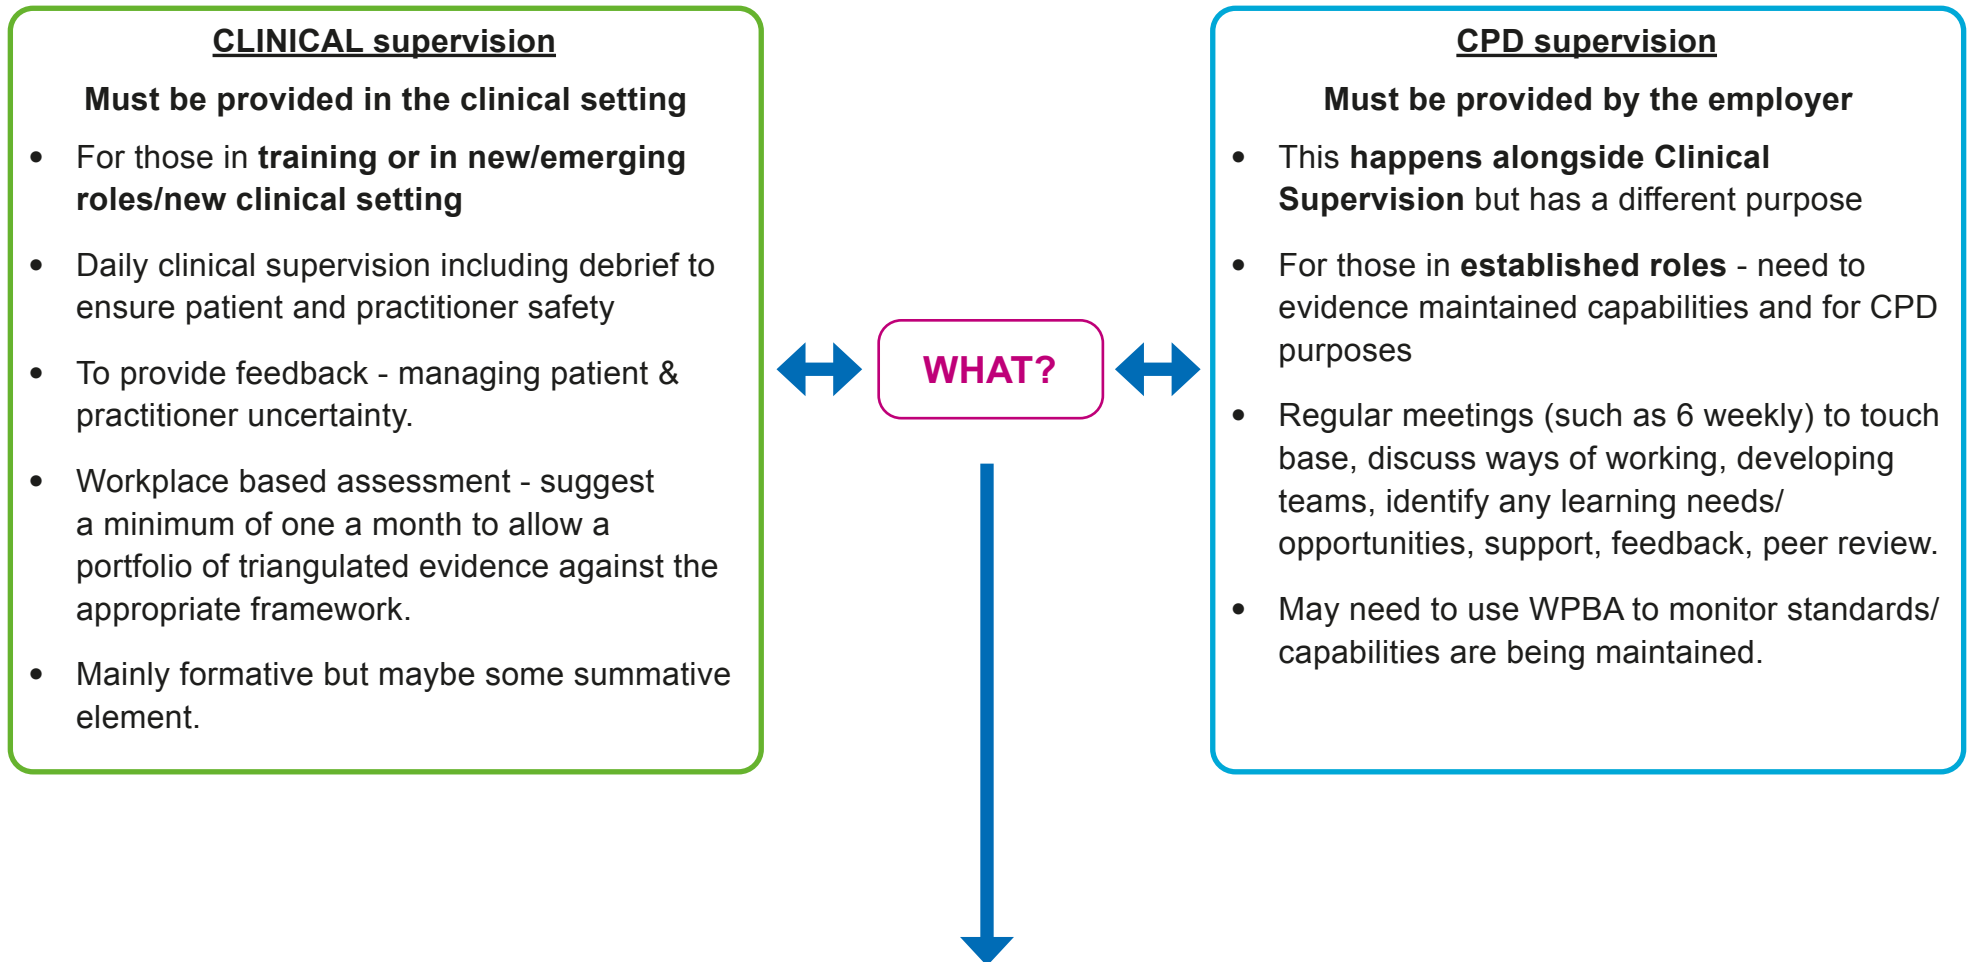 CLINICAL supervision
Must be provided in the clinical setting
• For those in training or in new/emerging
roles/new clinical setting
• Daily clinical supervision including debrief to
ensure patient and practitioner safety
• To provide feedback - managing patient &
practitioner uncertainty.
• Workplace based assessment - suggest
a minimum of one a month to allow a
portfolio of triangulated evidence against the
appropriate framework.
• Mainly formative but maybe some summative
element.
WHAT?
CPD supervision
Must be provided by the employer
• This happens alongside Clinical
Supervision but has a different purpose
• For those in established roles - need to
evidence maintained capabilities and for CPD
purposes
• Regular meetings (such as 6 weekly) to touch
base, discuss ways of working, developing
teams, identify any learning needs/
opportunities, support, feedback, peer review.
• May need to use WPBA to monitor standards/
capabilities are being maintained.